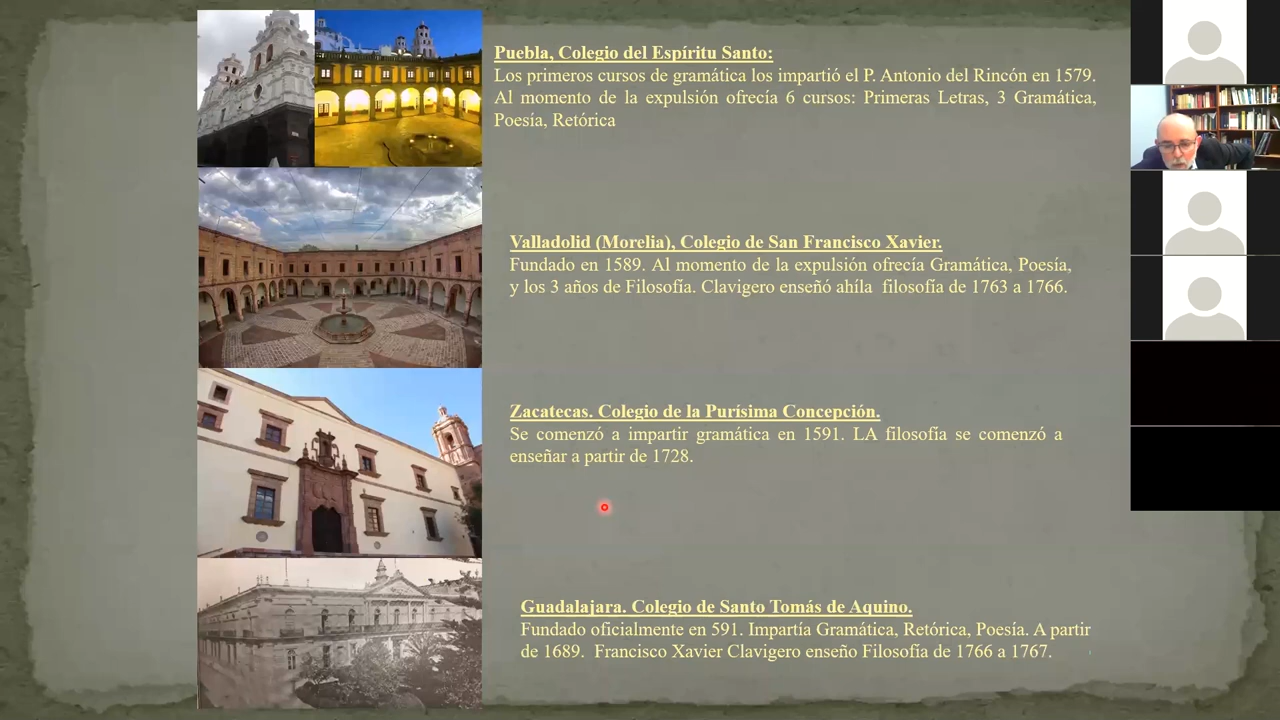 Puebla, Colegio del Espíritu Santo:
Los primeros cursos de gramática los impartió el P. Antonio del Rincón en 1579.
Al momento de la expulsión ofrecía 6 cursos: Primeras Letras, 3 Gramática,
Poesía, Retórica
Valladolid (Morelia), Colegio de San Francisco Xavier.
Fundado en 1589. Al momento de la expulsión ofrecía Gramática, Poesía,
y los 3 años de Filosofía. Clavigero enseñó ahíla filosofía de 1763 a 1766.
Zacatecas. Colegio de la Purísima Concepción.
Se comenzó a impartir gramática en 1591. LA filosofía se comenzó a
enseñar a partir de 1728.
Guadalajara. Colegio de Santo Tomás de Aquino.
Fundado oficialmente en 591. Impartía Gramática, Retórica, Poesía. A partir
de 1689. Francisco Xavier Clavigero enseño Filosofía de 1766 a 1767.